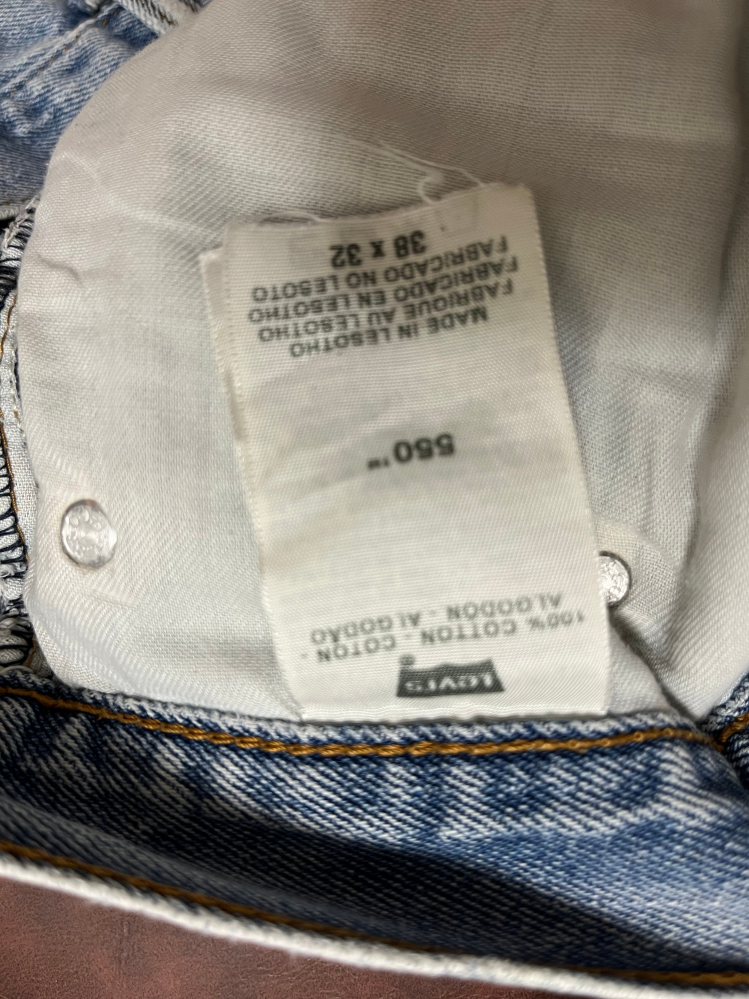 Levi's
100% COTTON - COTON -
ALGODON - ALGODÃO
550™
MADE IN LESOTHO
FABRIQUE AU LESOTHO
FABRICADO EN LESOTHO
FABRICADO NO LESOTO
38 x 32